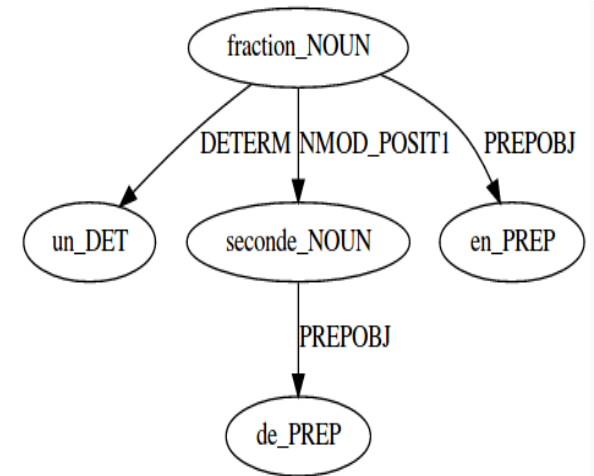 fraction_NOUN
DETERM NMOD_POSIT1 PREPOBJ
un_DET seconde_NOUN en_PREP
PREPOBJ
de_PREP